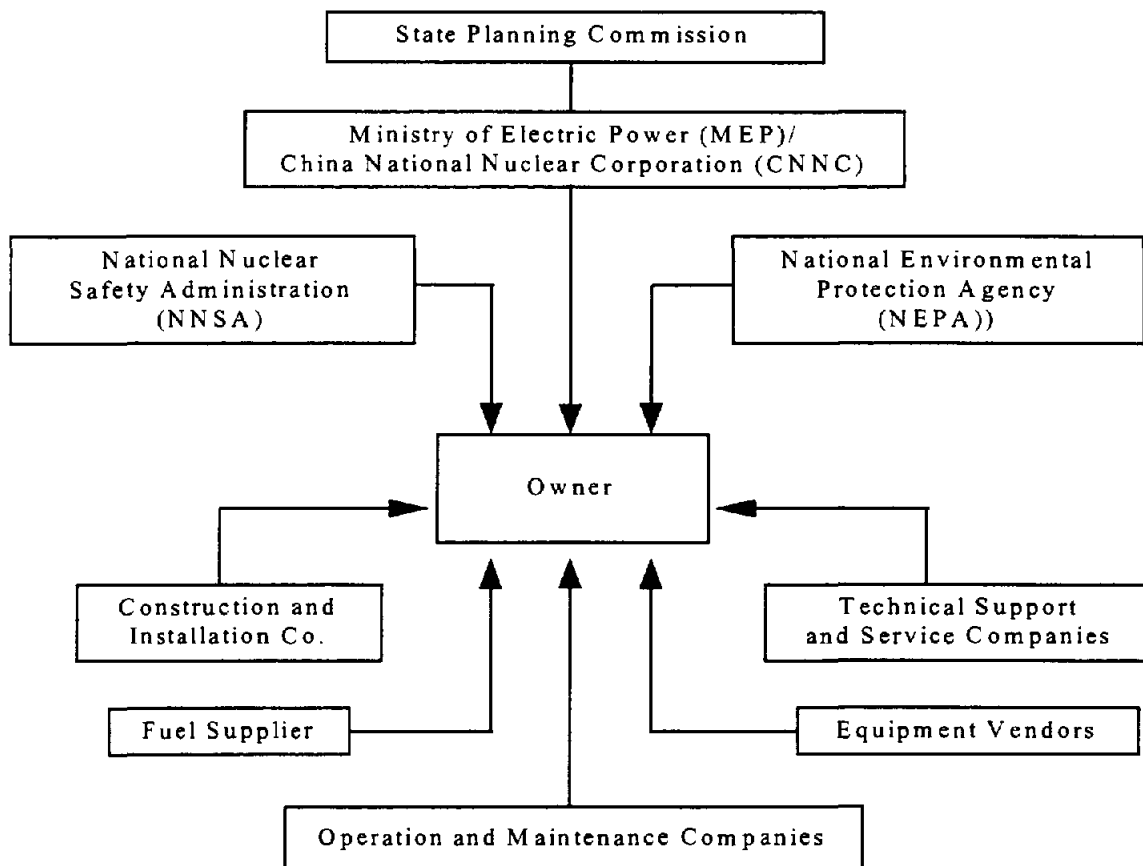 State Planning Commission
Ministry of Electric Power (MEP)/
China National Nuclear Corporation (CNNC)
National Nuclear
Safety Administration
(NNSA)
National Environmental
Protection Agency
(NEPA))
Owner
Construction and
Installation Co.
Technical Support
and Service Companies
Fuel Supplier
Equipment Vendors
Operation and Maintenance Companies